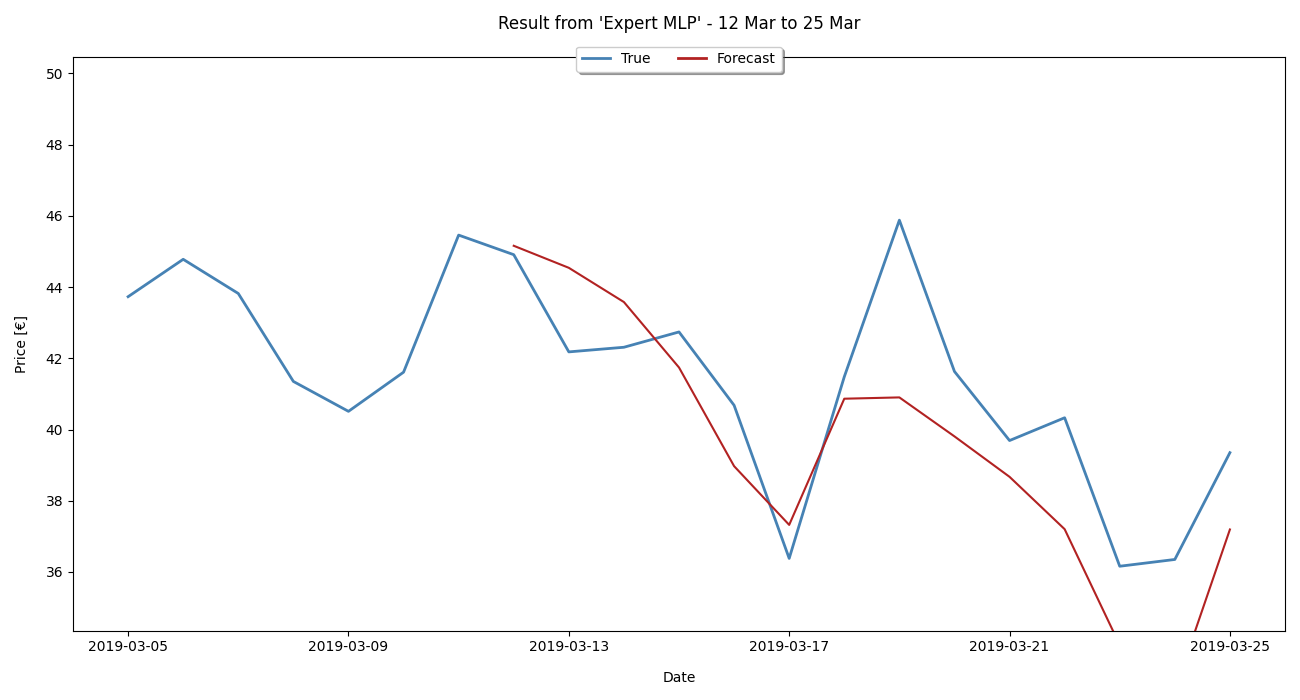 Result from 'Expert MLP' - 12 Mar to 25 Mar
True
Forecast
50
48
46
44
42
40
38
36
Price [€]
2019-03-05
2019-03-09
2019-03-13
2019-03-17
2019-03-21
2019-03-25
Date